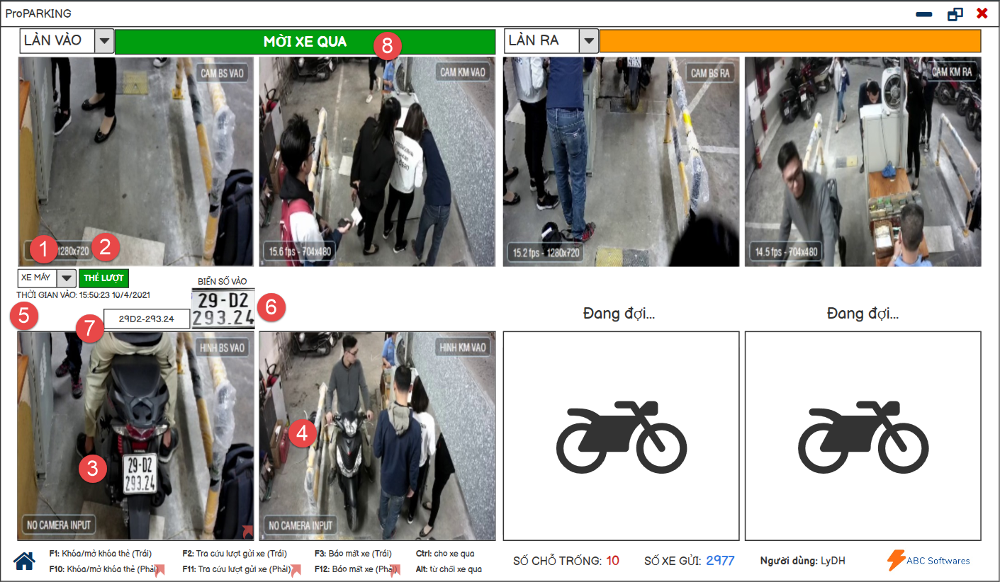 ProPARKING
LÀN VÀO
MỜI XE QUA
8
LÀN RA
CAM BS VAO
CAM KM VAO
CAM BS RA
CAM KM RA
1
1280x720
2
15.6 fps - 704x480
15.2 fps - 1280x720
14.5 fps - 704x480
XE MÁY
THẺ LƯỢT
BIỂN SỐ VÀO
THỜI GIAN VÀO: 15:50:23 10/4/2021
29-D2
293.24
6
5
7
29D2-293.24
Đang đợi...
Đang đợi...
HINH BS VAO
HINH KM VAO
4
3
29-D2
293.24
NO CAMERA INPUT
NO CAMERA INPUT
F1: Khóa/mở khóa thẻ (Trái)
F2: Tra cứu lượt gửi xe (Trái)
F3: Báo mất xe (Trái)
Ctrl: cho xe qua
F10: Khóa/mở khóa thẻ (Phải)
F11: Tra cứu lượt gửi xe (Phải)
F12: Báo mất xe (Phải)
Alt: từ chối xe qua
SỐ CHỖ TRỐNG: 10
SỐ XE GỬI: 2977
Người dùng: LyDH
ABC Softwares